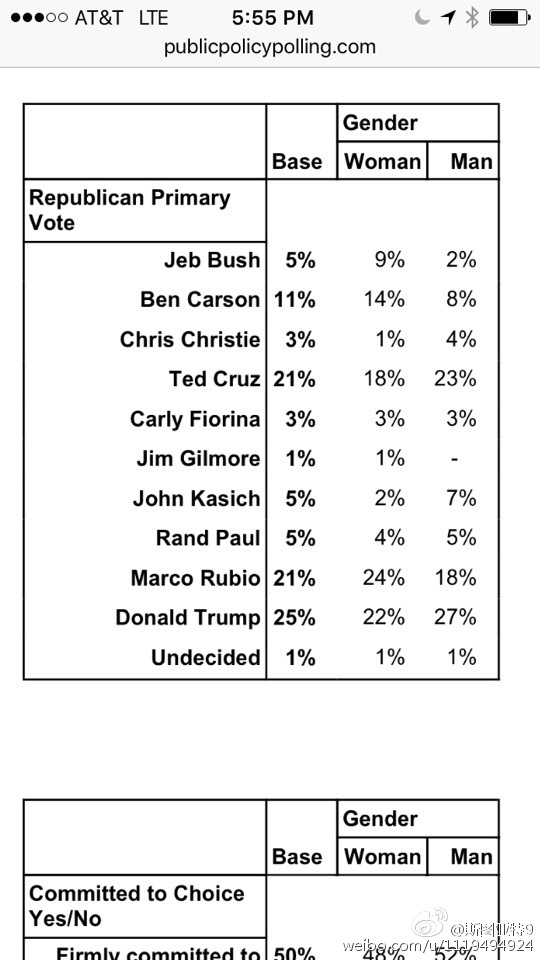 AT&T LTE 5:55 PM
publicpolicypolling.com
Gender
Base Woman Man
Republican Primary
Vote
Jeb Bush 5% 9% 2%
Ben Carson 11% 14% 8%
Chris Christie 3% 1% 4%
Ted Cruz 21% 18% 23%
Carly Fiorina 3% 3% 3%
Jim Gilmore 1% 1% -
John Kasich 5% 2% 7%
Rand Paul 5% 4% 5%
Marco Rubio 21% 24% 18%
Donald Trump 25% 22% 27%
Undecided 1% 1% 1%
Gender
Base Woman Man
Committed to Choice
Yes/No
Firmly committed to 50% 48% 52%
weibo.com/u/1119494924